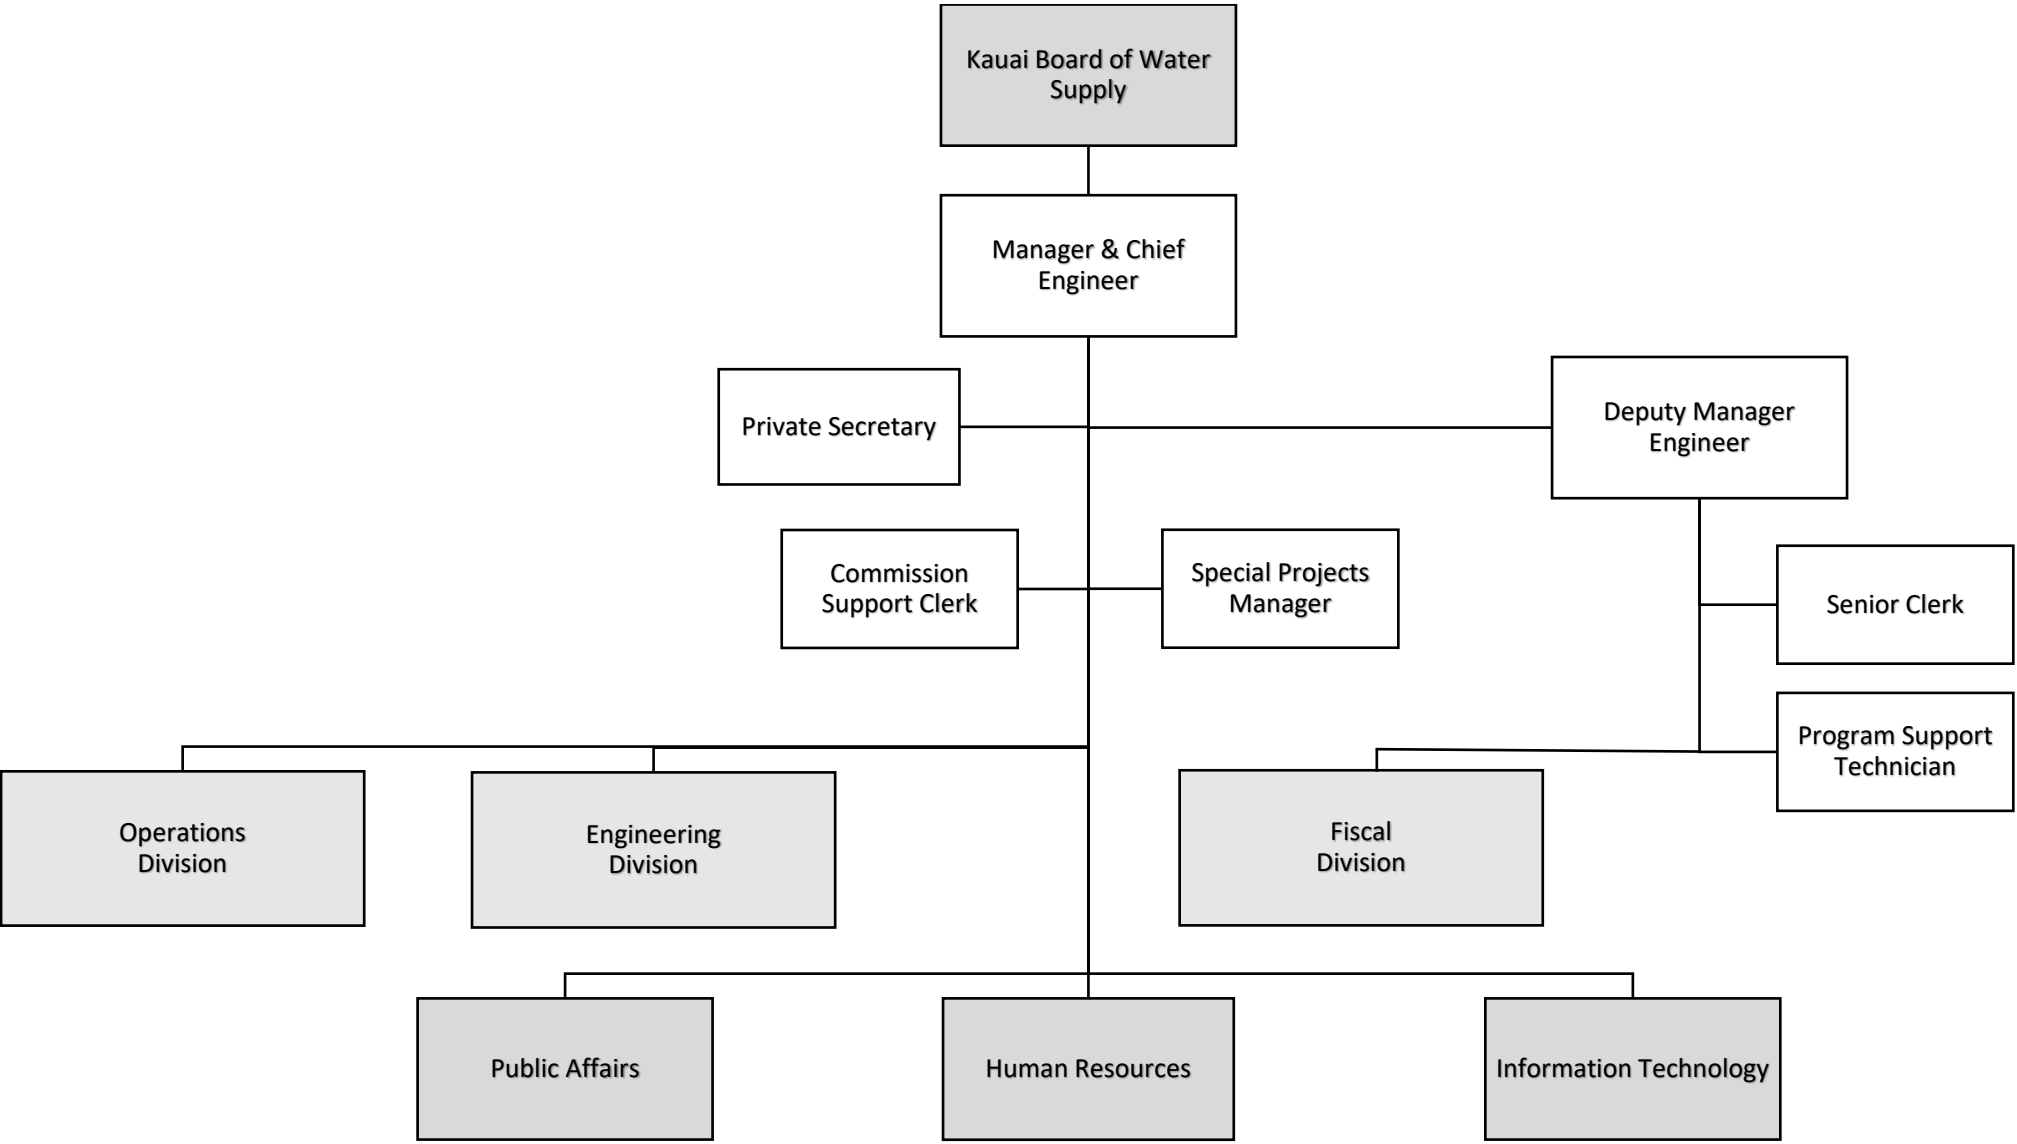 Kauai Board of Water
Supply
Manager & Chief
Engineer
Private Secretary
Deputy Manager
Engineer
Commission
Support Clerk
Special Projects
Manager
Senior Clerk
Program Support
Technician
Operations
Division
Engineering
Division
Fiscal
Division
Public Affairs
Human Resources
Information Technology